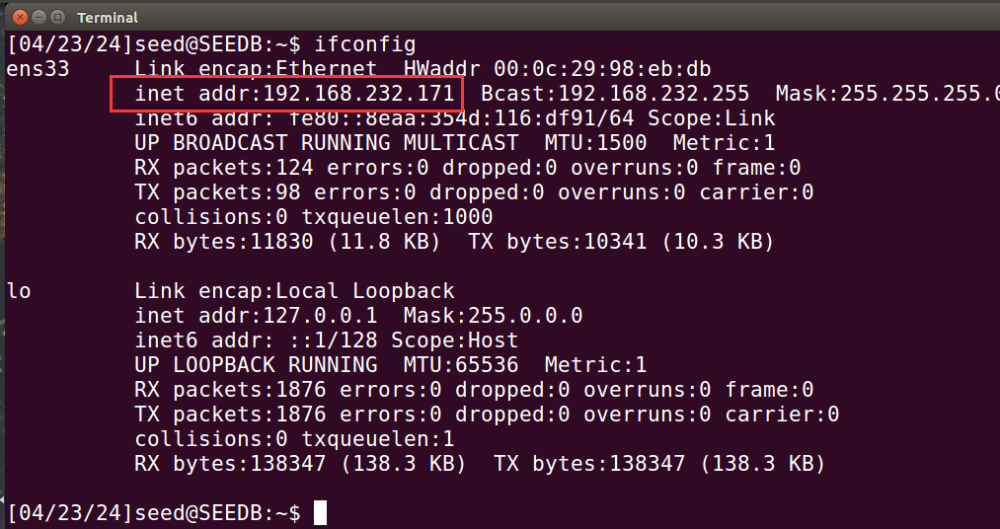 Terminal
[04/23/24]seed@SEEDB:~$ ifconfig
ens33     Link encap:Ethernet  HWaddr 00:0c:29:98:eb:db
          inet addr:192.168.232.171  Bcast:192.168.232.255  Mask:255.255.255.0
          inet6 addr: fe80::8eaa:354d:116:df91/64 Scope:Link
          UP BROADCAST RUNNING MULTICAST  MTU:1500  Metric:1
          RX packets:124 errors:0 dropped:0 overruns:0 frame:0
          TX packets:98 errors:0 dropped:0 overruns:0 carrier:0
          collisions:0 txqueuelen:1000
          RX bytes:11830 (11.8 KB)  TX bytes:10341 (10.3 KB)

lo        Link encap:Local Loopback
          inet addr:127.0.0.1  Mask:255.0.0.0
          inet6 addr: ::1/128 Scope:Host
          UP LOOPBACK RUNNING  MTU:65536  Metric:1
          RX packets:1876 errors:0 dropped:0 overruns:0 frame:0
          TX packets:1876 errors:0 dropped:0 overruns:0 carrier:0
          collisions:0 txqueuelen:1
          RX bytes:138347 (138.3 KB)  TX bytes:138347 (138.3 KB)

[04/23/24]seed@SEEDB:~$